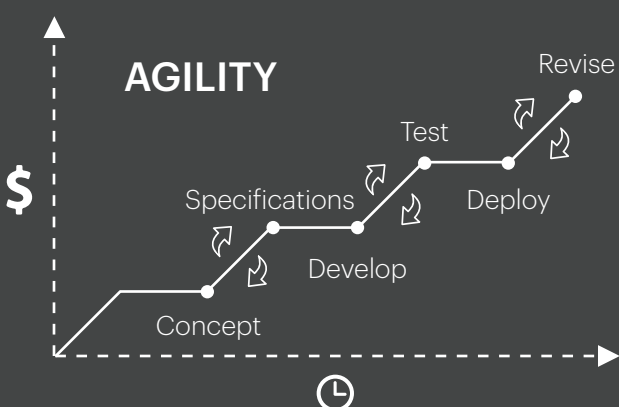 AGILITY
Revise
Test
$
Specifications
Deploy
Develop
Concept